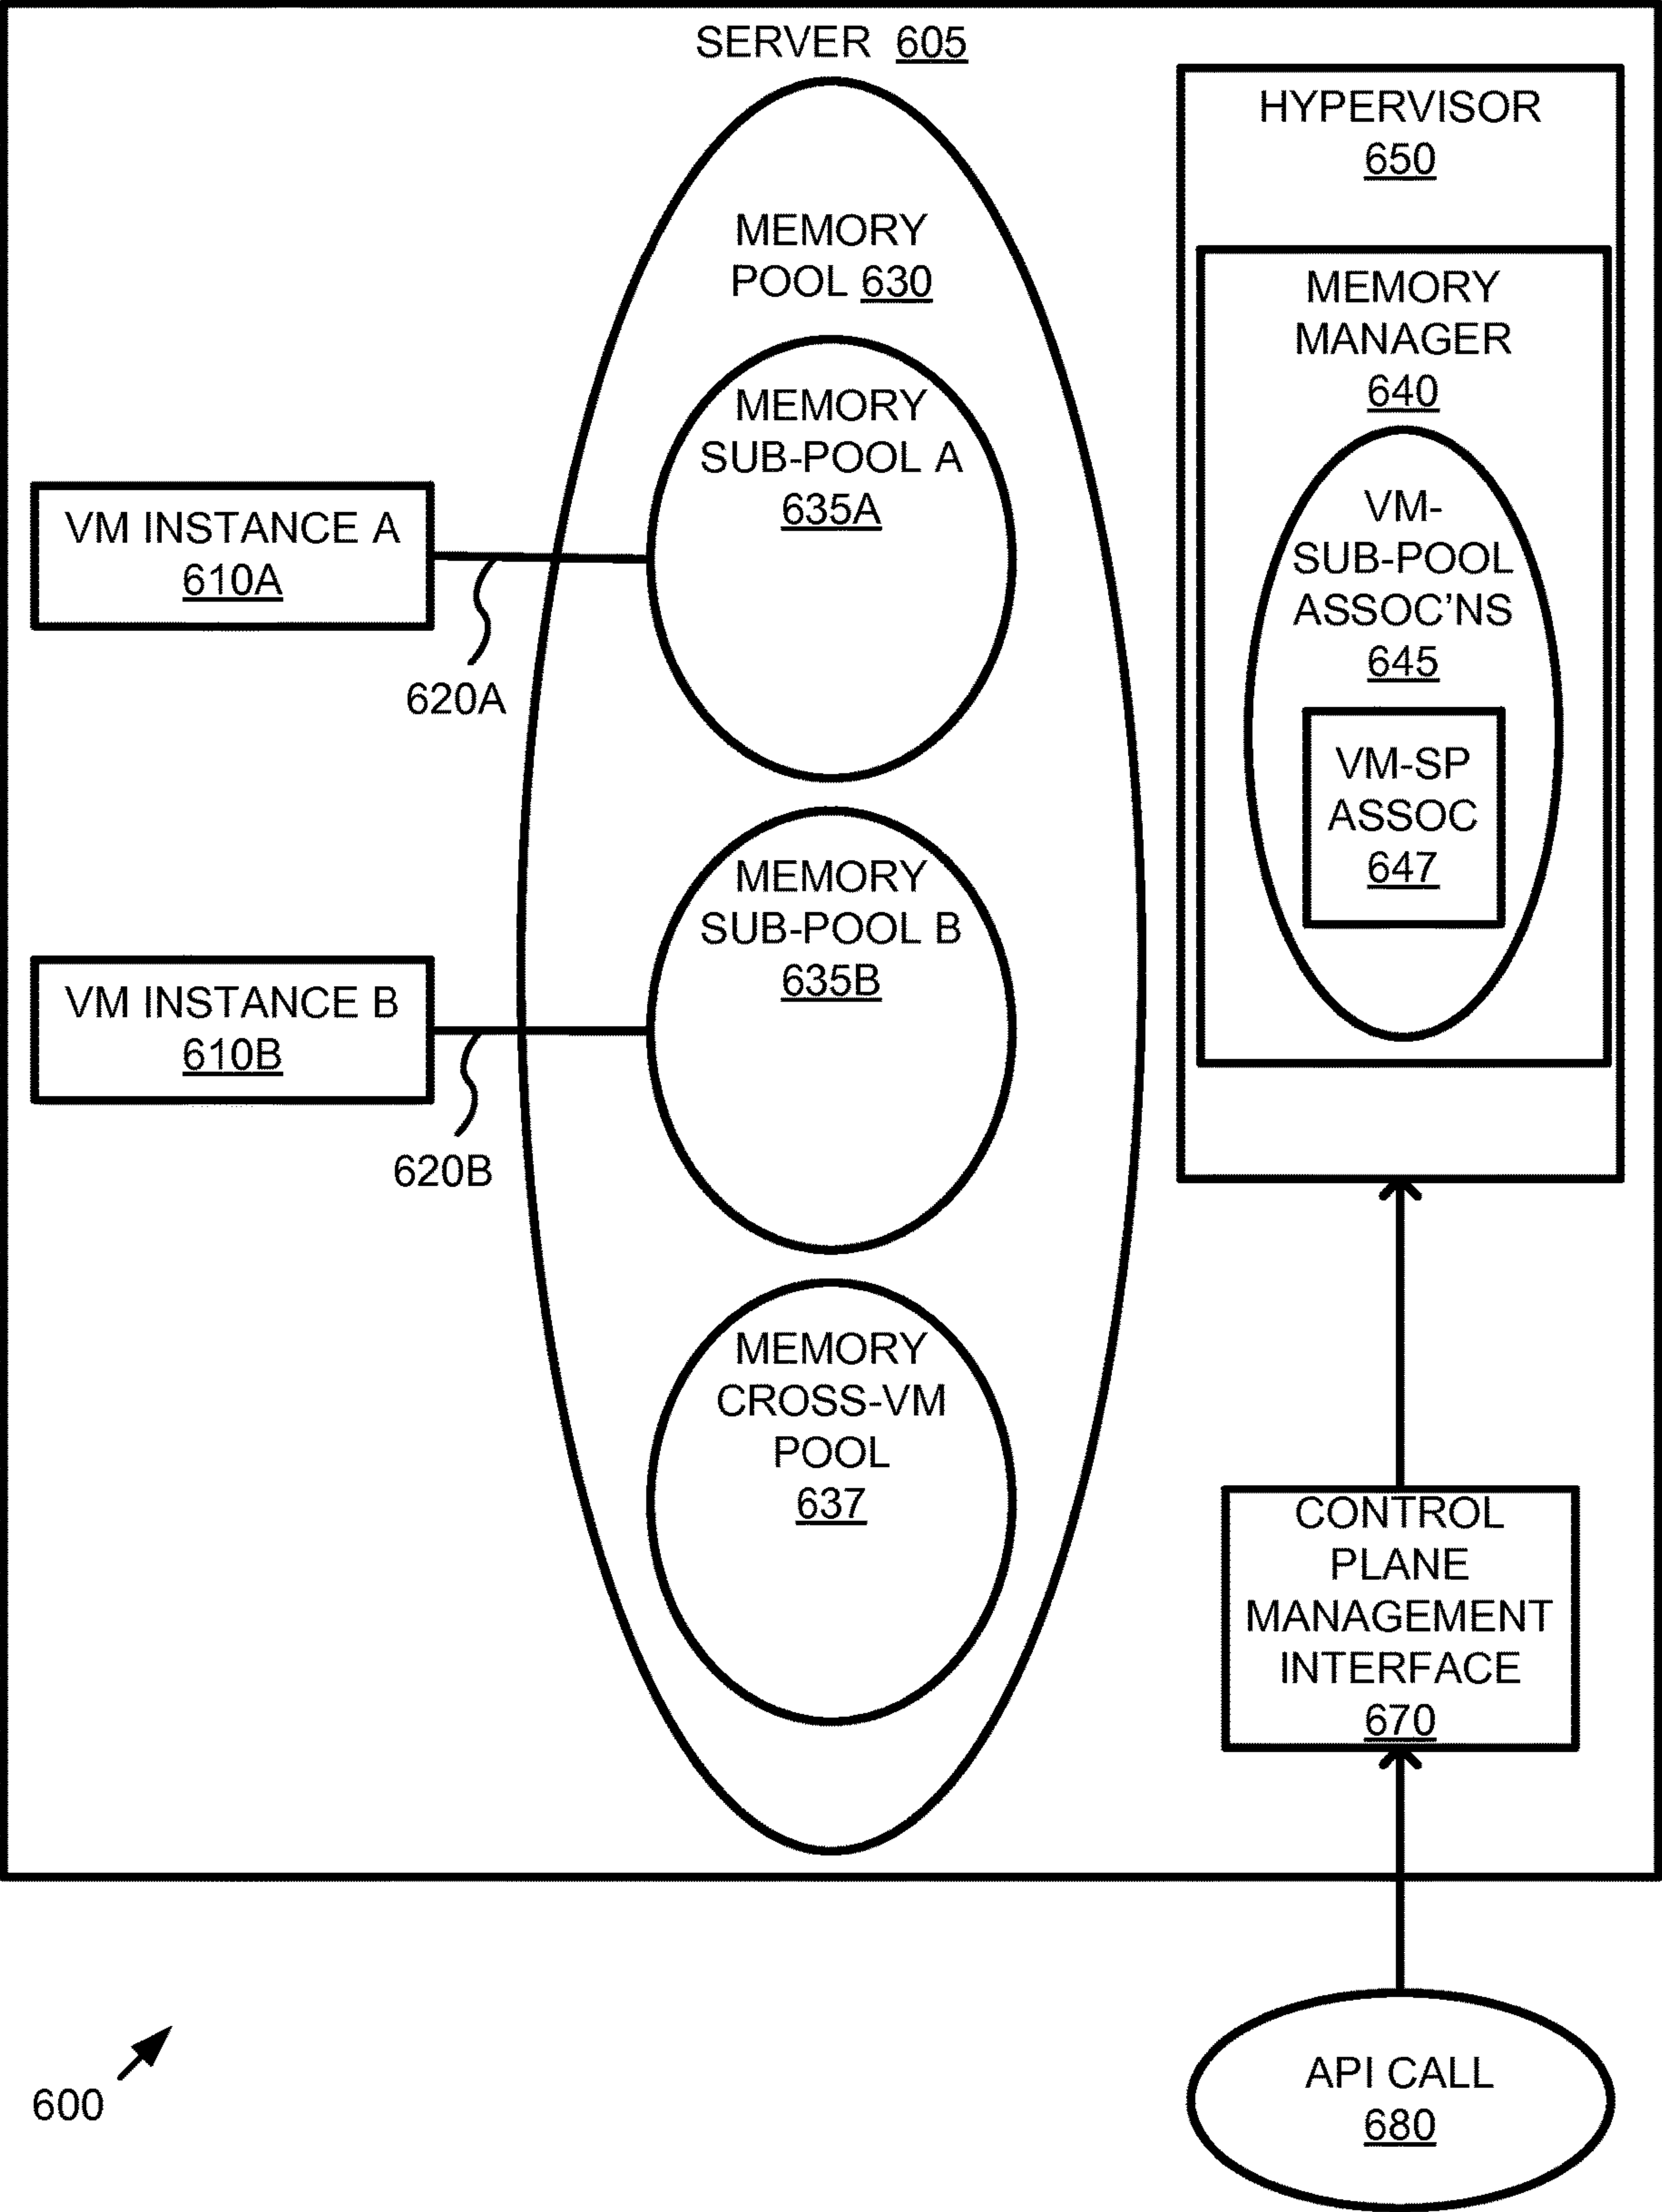 SERVER 605
HYPERVISOR
650
MEMORY
POOL 630
MEMORY
MANAGER
640
MEMORY
SUB-POOL A
635A
VM INSTANCE A
610A
620A
VM-
SUB-POOL
ASSOC'NS
645
VM-SP
ASSOC
647
MEMORY
SUB-POOL B
635B
VM INSTANCE B
610B
620B
MEMORY
CROSS-VM
POOL
637
CONTROL
PLANE
MANAGEMENT
INTERFACE
670
API CALL
680
600